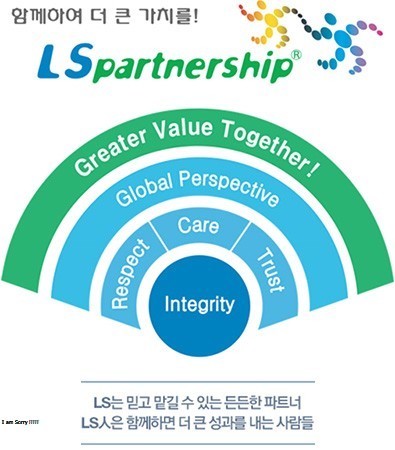 함께하여 더 큰 가치를!
LSpartnership®
Greater Value Together!
Global Perspective
Respect Care Trust
Integrity
LS는 믿고 맡길 수 있는 든든한 파트너
I am Sorry !!!!!
LS人은 함께하면 더 큰 성과를 내는 사람들